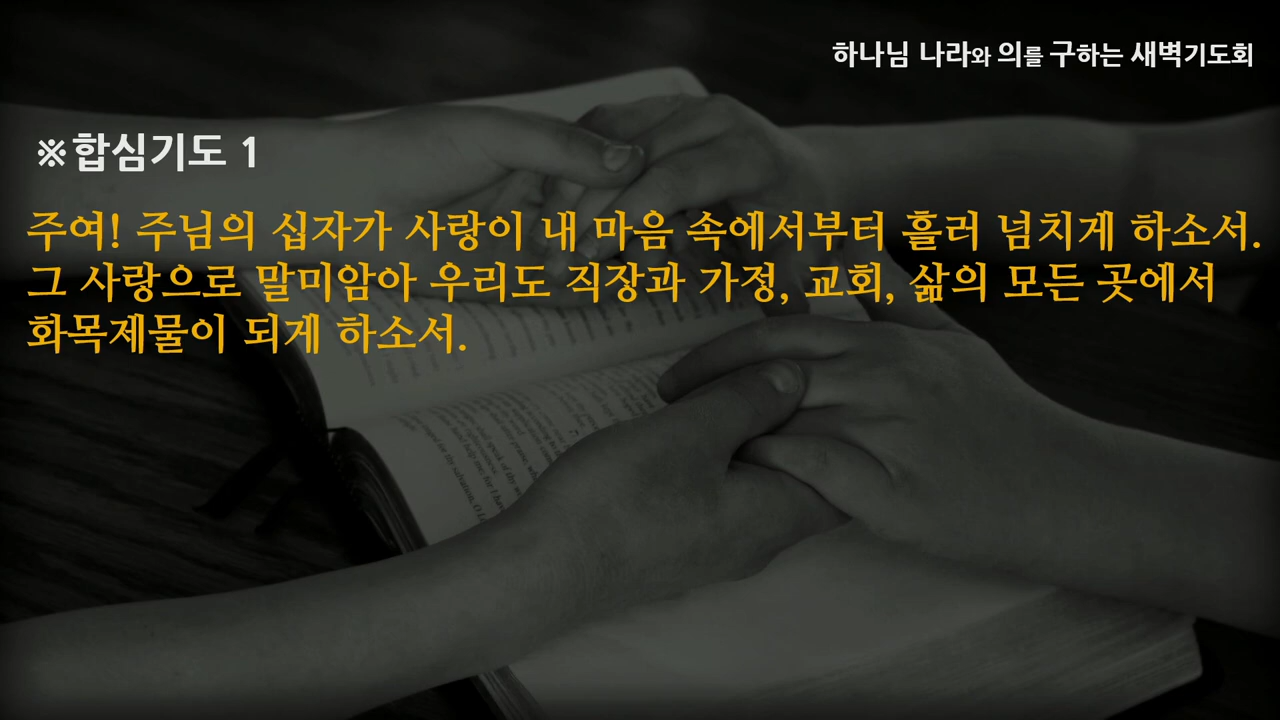 하나님 나라와 의를 구하는 새벽기도회
※합심기도 1
주여! 주님의 십자가 사랑이 내 마음 속에서부터 흘러 넘치게 하소서.
그 사랑으로 말미암아 우리도 직장과 가정, 교회, 삶의 모든 곳에서
화목제물이 되게 하소서.